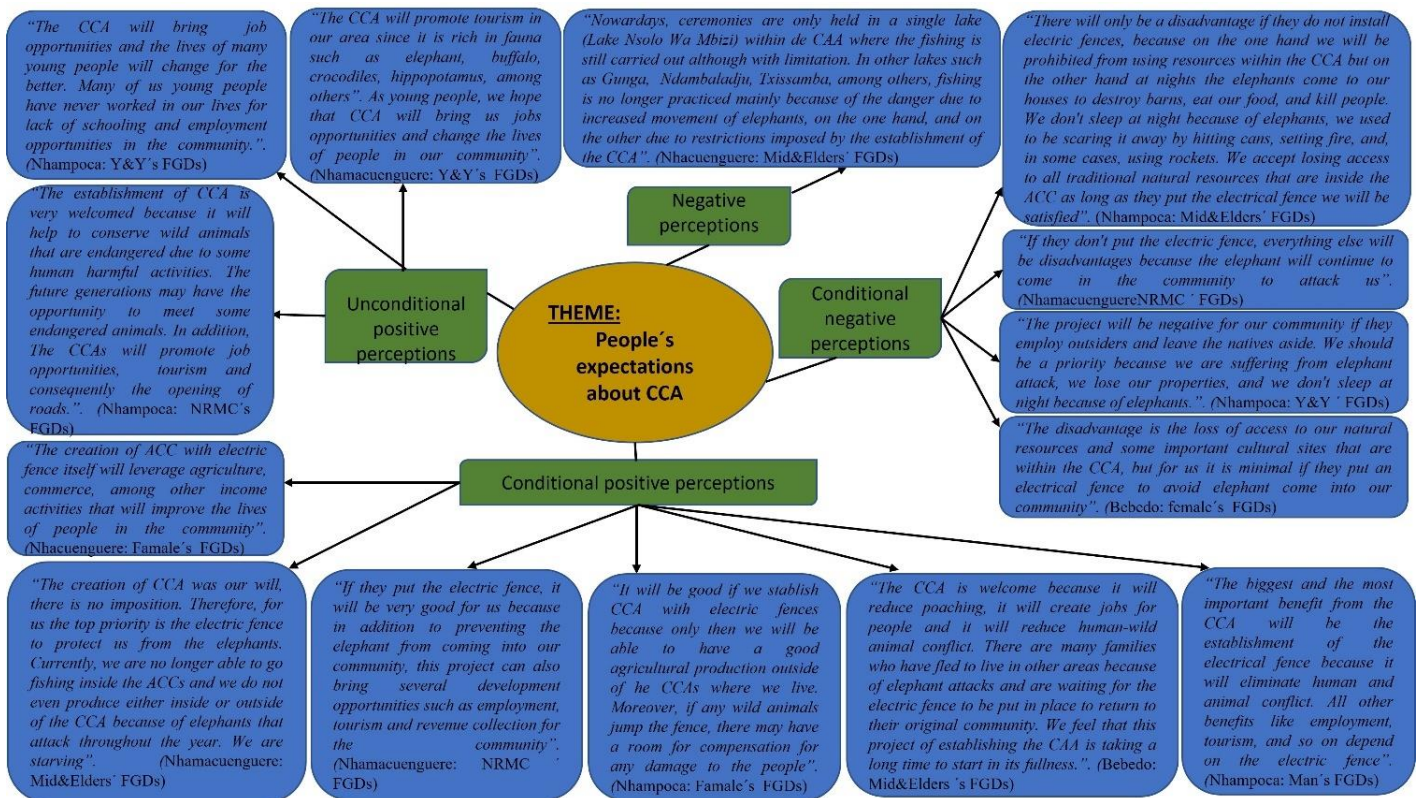 “The CCA will bring job
opportunities and the lives of many
young people will change for the
better. Many of us young people
have never worked in our lives for
lack of schooling and employment
opportunities in the community.”.
(Nhampoca: Y&Y´s FGDs)
“The CCA will promote tourism in
our area since it is rich in fauna
such as elephant, buffalo,
crocodiles, hippopotamus, among
others”. As young people, we hope
that CCA will bring us jobs
opportunities and change the lives
of people in our community”.
(Nhamacuenguere: Y&Y´s FGDs)
“Nowardays, ceremonies are only held in a single lake
(Lake Nsolo Wa Mbizi) within de CAA where the fishing is
still carried out although with limitation. In other lakes such
as Gunga, Ndambaladju, Txissamba, among others, fishing
is no longer practiced mainly because of the danger due to
increased movement of elephants, on the one hand, and on
the other due to restrictions imposed by the establishment of
the CCA”. (Nhacuenguere: Mid&Elders´ FGDs)
“There will only be a disadvantage if they do not install
electric fences, because on the one hand we will be
prohibited from using resources within the CCA but on
the other hand at nights the elephants come to our
houses to destroy barns, eat our food, and kill people.
We don't sleep at night because of elephants, we used
to be scaring it away by hitting cans, setting fire, and,
in some cases, using rockets. We accept losing access
to all traditional natural resources that are inside the
ACC as long as they put the electrical fence we will be
satisfied”. (Nhampoca: Mid&Elders´ FGDs)
“The establishment of CCA is
very welcomed because it will
help to conserve wild animals
that are endangered due to some
human harmful activities. The
future generations may have the
opportunity to meet some
endangered animals. In addition,
The CCAs will promote job
opportunities, tourism and
consequently the opening of
roads.”. (Nhampoca: NRMC´s
FGDs)
Unconditional
positive
perceptions
Negative
perceptions
THEME:
People´s
expectations
about CCA
Conditional
negative
perceptions
“If they don't put the electric fence, everything else will
be disadvantages because the elephant will continue to
come in the community to attack us”.
(NhamacuenguereNRMC ´ FGDs)
“The project will be negative for our community if they
employ outsiders and leave the natives aside. We should
be a priority because we are suffering from elephant
attack, we lose our properties, and we don't sleep at
night because of elephants.”. (Nhampoca: Y&Y ´ FGDs)
“The disadvantage is the loss of access to our natural
resources and some important cultural sites that are
within the CCA, but for us it is minimal if they put an
electrical fence to avoid elephant come into our
community”. (Bebedo: female´s FGDs)
“The creation of ACC with electric
fence itself will leverage agriculture,
commerce, among other income
activities that will improve the lives
of people in the community”.
(Nhacuenguere: Famale´s FGDs)
Conditional positive perceptions
“The creation of CCA was our will,
there is no imposition. Therefore, for
us the top priority is the electric fence
to protect us from the elephants.
Currently, we are no longer able to go
fishing inside the ACCs and we do not
even produce either inside or outside
of the CCA because of elephants that
attack throughout the year. We are
starving”. (Nhamacuenguere:
Mid&Elders´ FGDs)
“If they put the electric fence, it
will be very good for us because
in addition to preventing the
elephant from coming into our
community, this project can also
bring several development
opportunities such as employment,
tourism and revenue collection for
the community”.
(Nhamacuenguere: NRMC ´
FGDs)
“It will be good if we stablish
CCA with electric fences
because only then we will be
able to have a good
agricultural production outside
of he CCAs where we live.
Moreover, if any wild animals
jump the fence, there may have
a room for compensation for
any damage to the people”.
(Nhampoca: Famale´s FGDs)
“The CCA is welcome because it will
reduce poaching, it will create jobs for
people and it will reduce human-wild
animal conflict. There are many families
who have fled to live in other areas because
of elephant attacks and are waiting for the
electric fence to be put in place to return to
their original community. We feel that this
project of establishing the CAA is taking a
long time to start in its fullness.”. (Bebedo:
Mid&Elders ´s FGDs)
“The biggest and the most
important benefit from the
CCA will be the
establishment of the
electrical fence because it
will eliminate human and
animal conflict. All other
benefits like employment,
tourism, and so on depend
on the electric fence”.
(Nhampoca: Man´s FGDs)